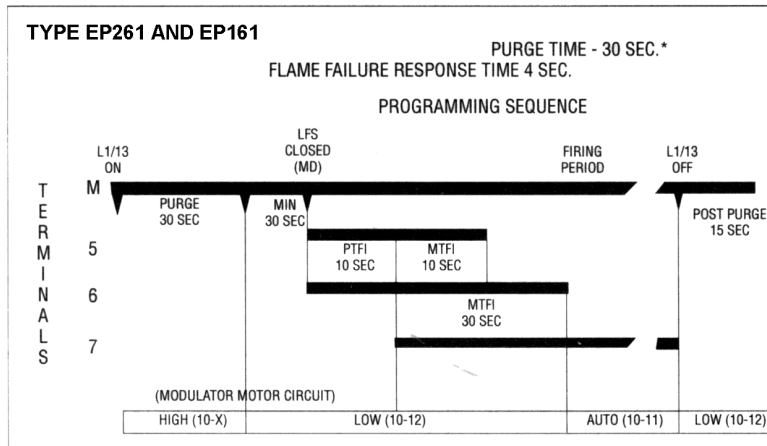 TYPE EP261 AND EP161
PURGE TIME - 30 SEC.*
FLAME FAILURE RESPONSE TIME 4 SEC.
PROGRAMMING SEQUENCE
L1/13
ON
LFS
CLOSED
(MD)
FIRING
PERIOD
L1/13
OFF
TERMINALS
M
PURGE
30 SEC
MIN
30 SEC
POST PURGE
15 SEC
5
PTFI
10 SEC
MTFI
10 SEC
6
MTFI
30 SEC
7
(MODULATOR MOTOR CIRCUIT)
HIGH (10-X)
LOW (10-12)
AUTO (10-11)
LOW (10-12)